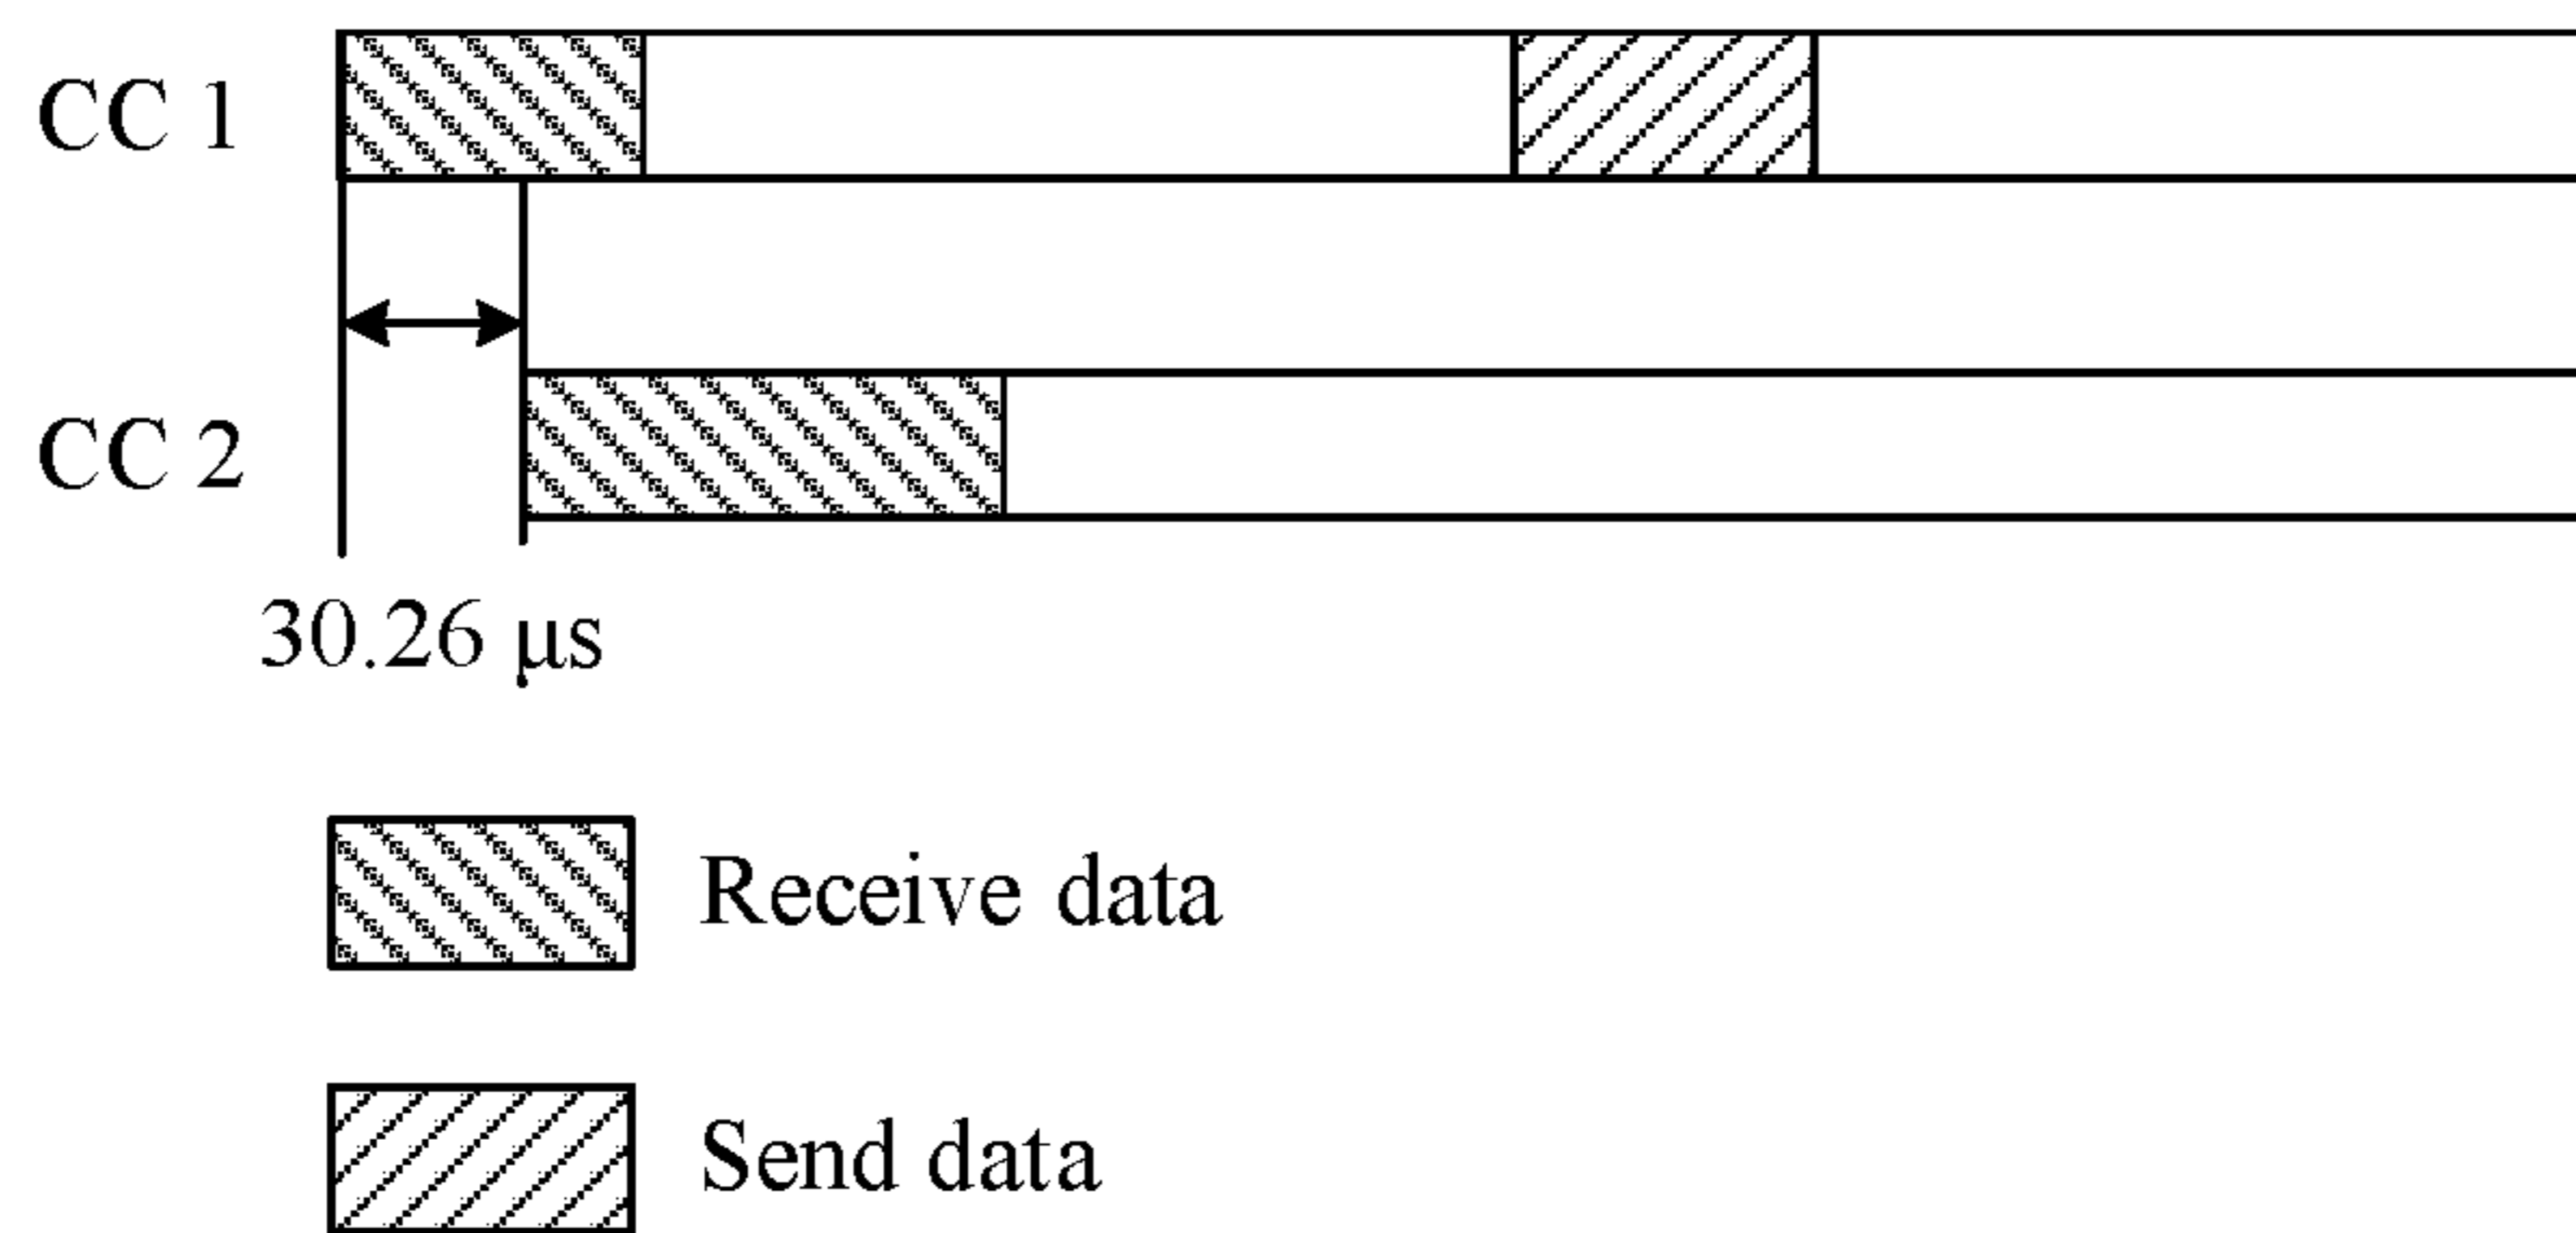 CC 1
CC 2
30.26 μs
Receive data
Send data